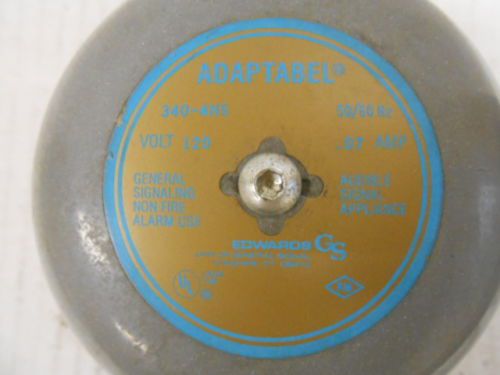 ADAPTABEL®
340-4N5 50/60 Hz
VOLT 120 .07 AMP
GENERAL
SIGNALING
NON FIRE
ALARM USE
AUDIBLE
SIGNAL
APPLIANCE
EDWARDS GS
UL